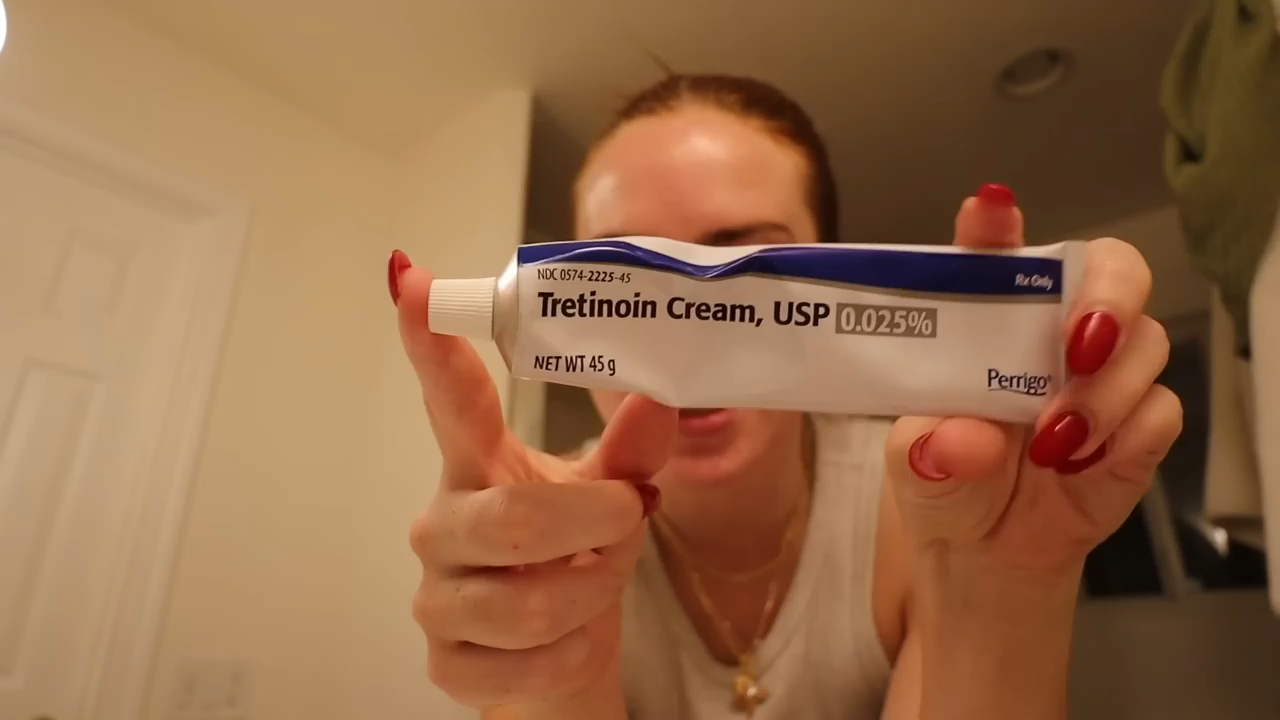 NDC 0574-2225-45
Rx Only
Tretinoin Cream, USP 0.025%
NET WT 45 g
Perrigo®